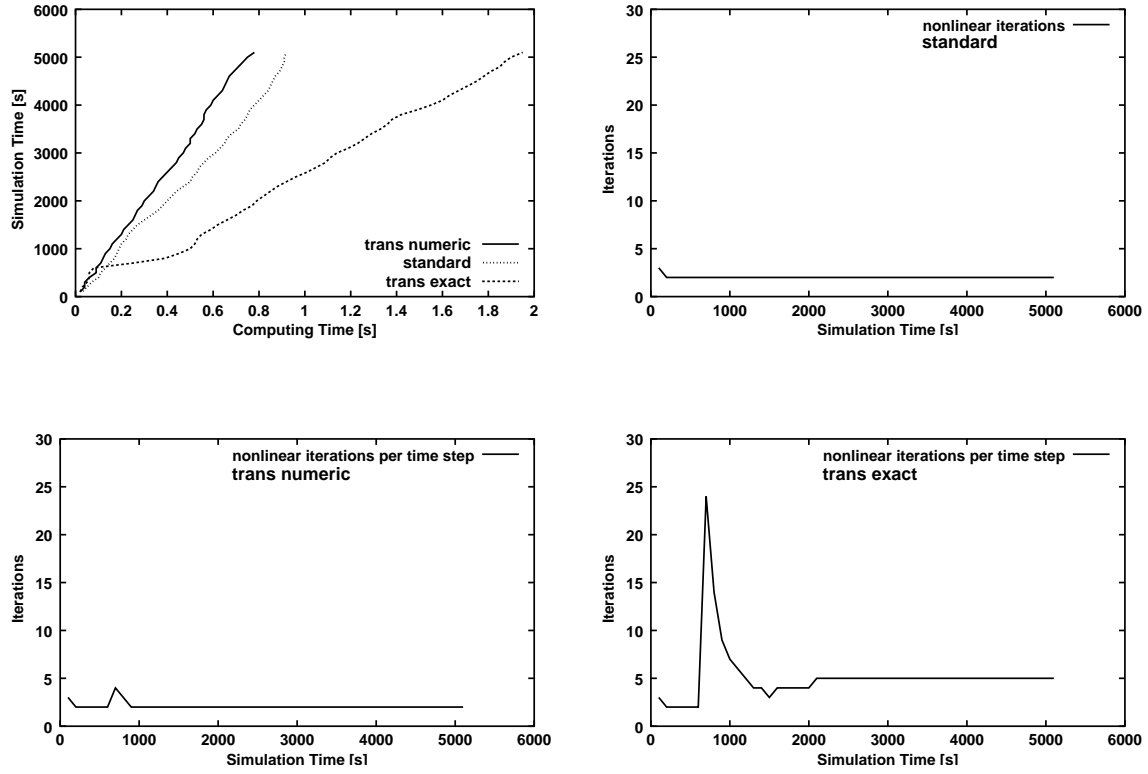 6000
5000
4000
3000
2000
1000
0
Simulation Time [s]
trans numeric
standard
trans exact
0 0.2 0.4 0.6 0.8 1 1.2 1.4 1.6 1.8 2
Computing Time [s]
30
25
20
15
10
5
0
Iterations
nonlinear iterations
standard
0 1000 2000 3000 4000 5000 6000
Simulation Time [s]
30
25
20
15
10
5
0
Iterations
nonlinear iterations per time step
trans numeric
0 1000 2000 3000 4000 5000 6000
Simulation Time [s]
30
25
20
15
10
5
0
Iterations
nonlinear iterations per time step
trans exact
0 1000 2000 3000 4000 5000 6000
Simulation Time [s]